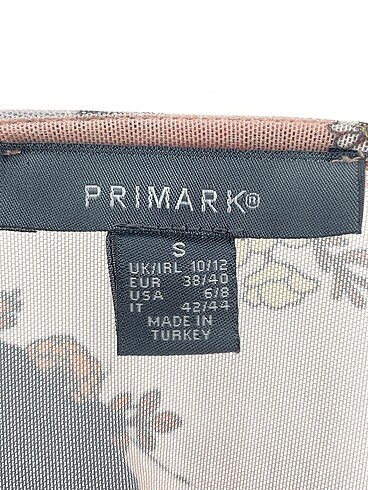 PRIMARK®
S
UK/IRL 10/12
EUR 38/40
USA 6/8
IT 42/44
MADE IN
TURKEY